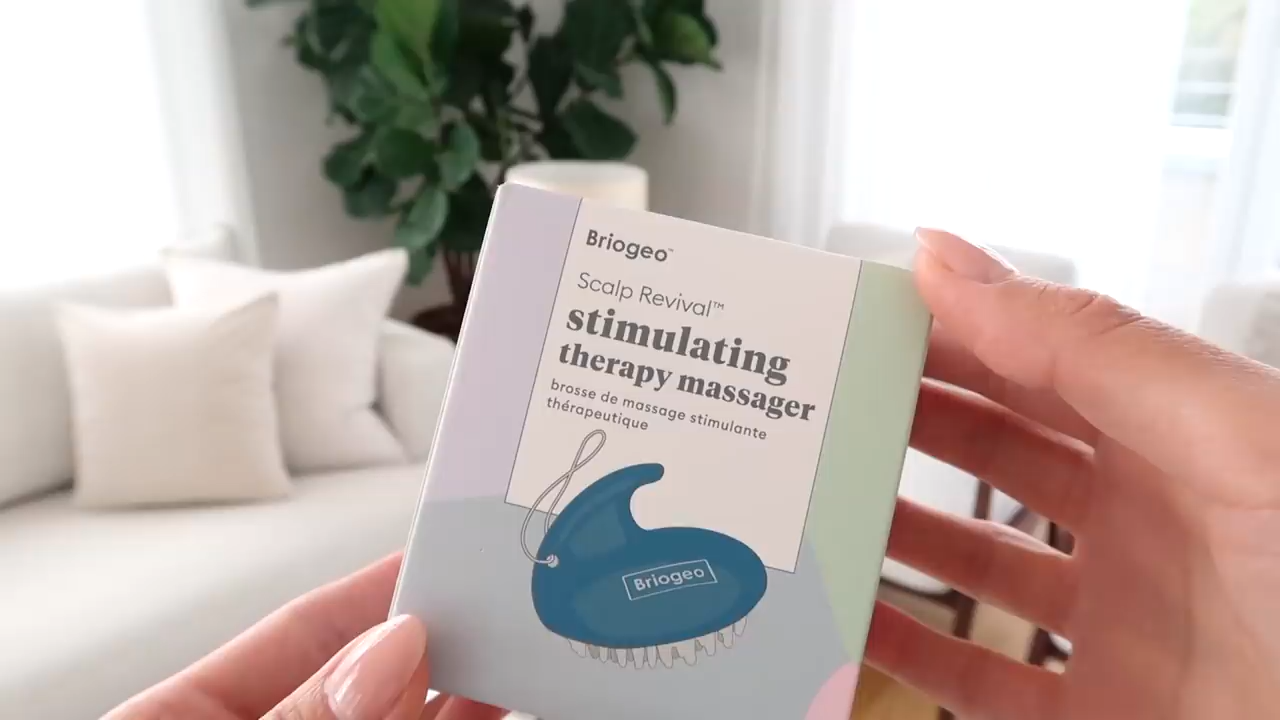 Briogeo™
Scalp Revival™
stimulating
therapy massager
brosse de massage stimulante
thérapeutique
Briogeo